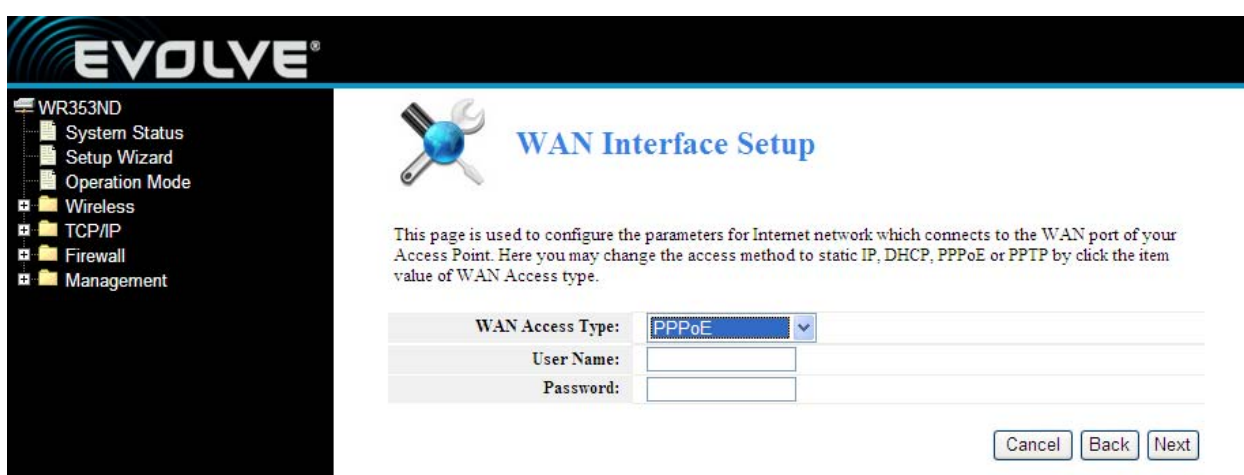 EVOLVE®
WR353ND
System Status
Setup Wizard
Operation Mode
Wireless
TCP/IP
Firewall
Management
WAN Interface Setup
This page is used to configure the parameters for Internet network which connects to the WAN port of your
Access Point. Here you may change the access method to static IP, DHCP, PPPoE or PPTP by click the item
value of WAN Access type.
WAN Access Type: PPPoE
User Name:
Password:
Cancel Back Next